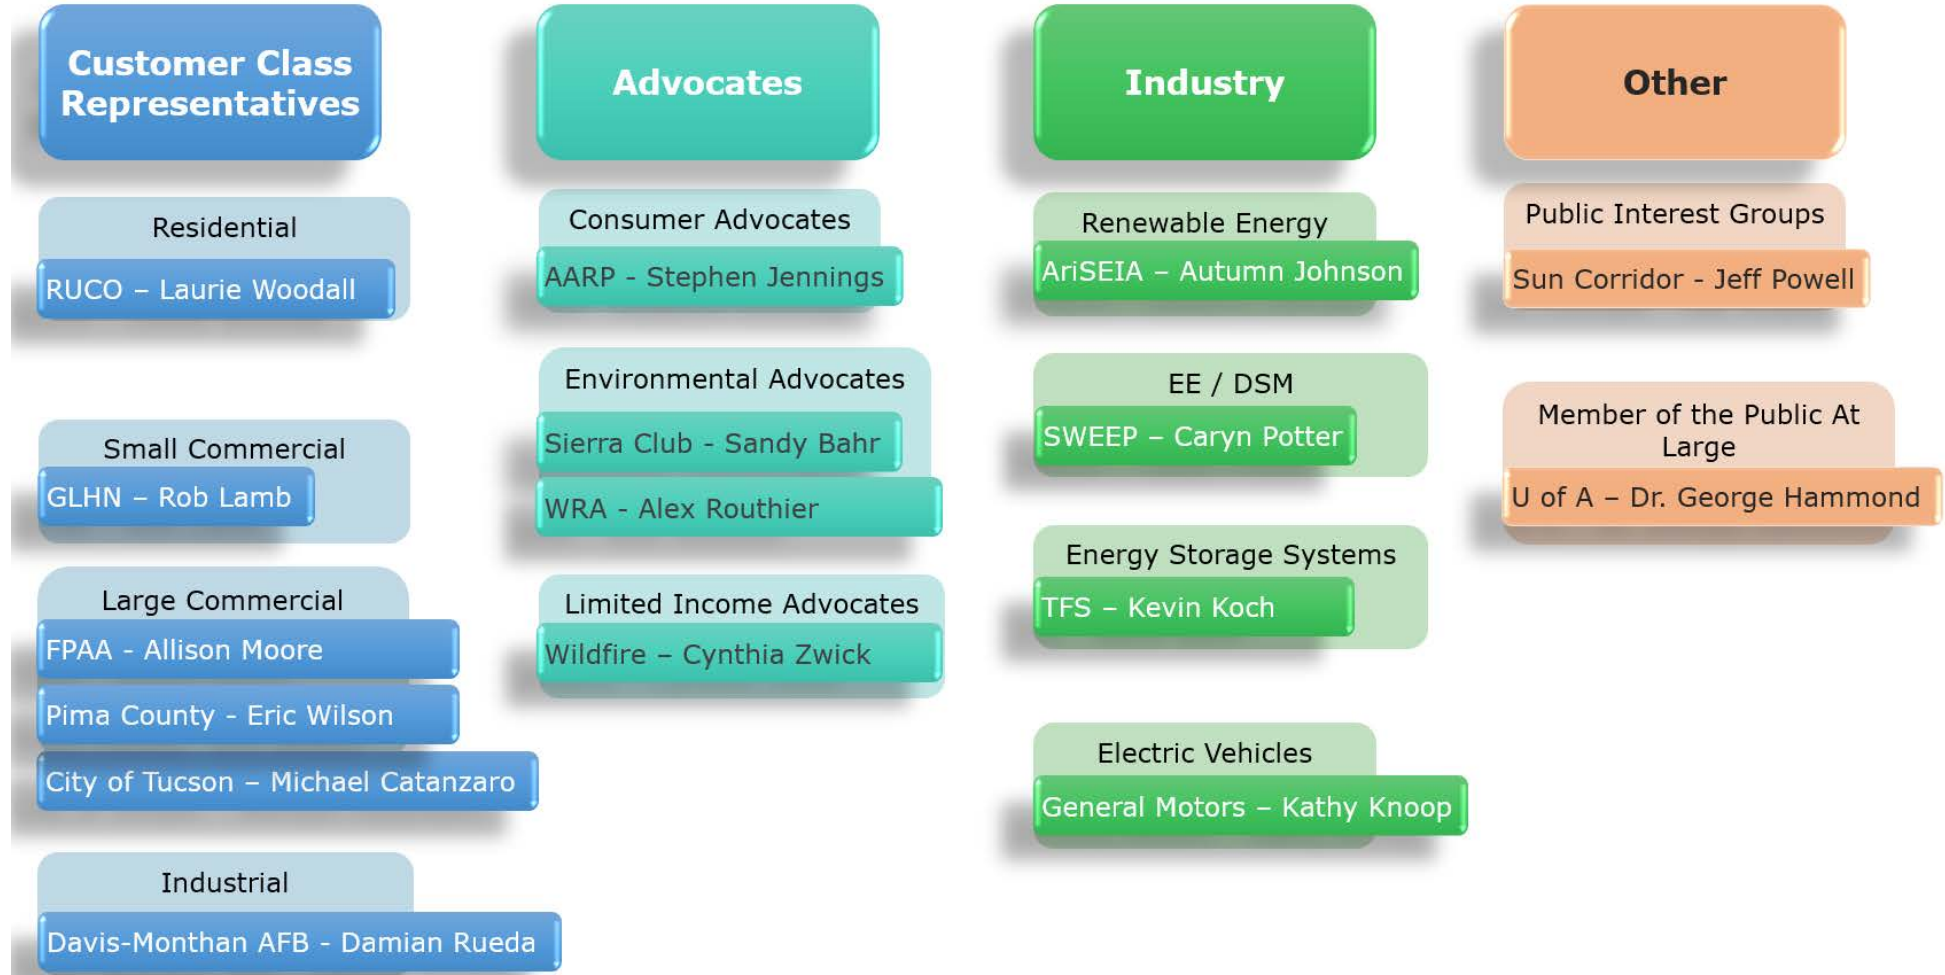 Customer Class
Representatives
Residential
RUCO – Laurie Woodall
Small Commercial
GLHN – Rob Lamb
Large Commercial
FPAA - Allison Moore
Pima County - Eric Wilson
City of Tucson – Michael Catanzaro
Industrial
Davis-Monthan AFB - Damian Rueda
Advocates
Consumer Advocates
AARP - Stephen Jennings
Environmental Advocates
Sierra Club - Sandy Bahr
WRA - Alex Routhier
Limited Income Advocates
Wildfire – Cynthia Zwick
Industry
Renewable Energy
AriSEIA – Autumn Johnson
EE / DSM
SWEEP – Caryn Potter
Energy Storage Systems
TFS – Kevin Koch
Electric Vehicles
General Motors – Kathy Knoop
Other
Public Interest Groups
Sun Corridor - Jeff Powell
Member of the Public At
Large
U of A – Dr. George Hammond